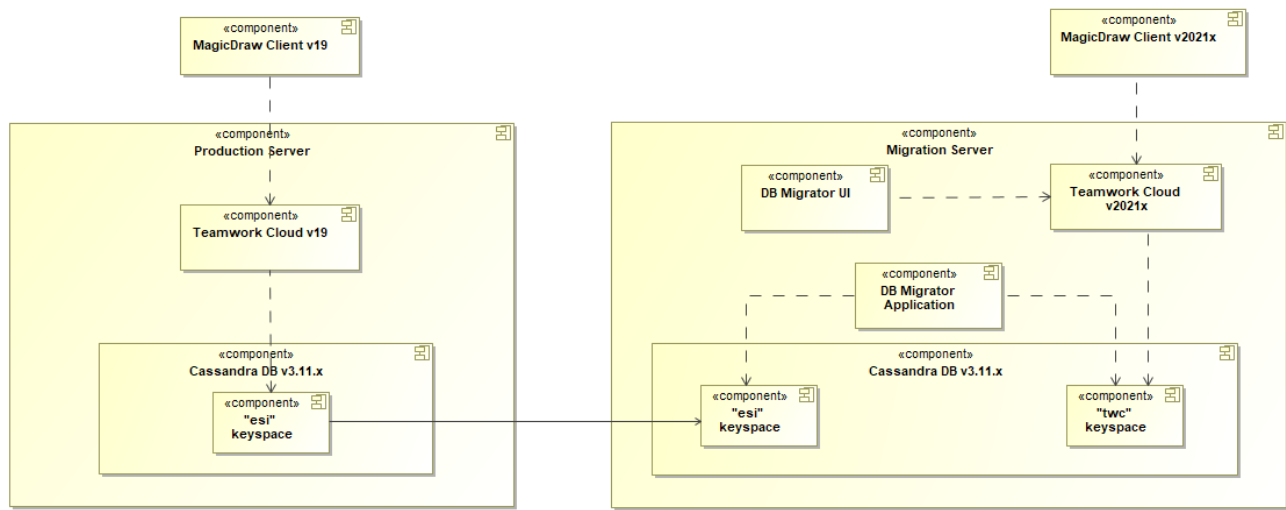 «component»
MagicDraw Client v19
«component»
Production Server
«component»
Teamwork Cloud v19
«component»
Cassandra DB v3.11.x
«component»
"esi"
keyspace
«component»
MagicDraw Client v2021x
«component»
Migration Server
«component»
DB Migrator UI
«component»
Teamwork Cloud
v2021x
«component»
DB Migrator
Application
«component»
Cassandra DB v3.11.x
«component»
"esi"
keyspace
«component»
"twc"
keyspace